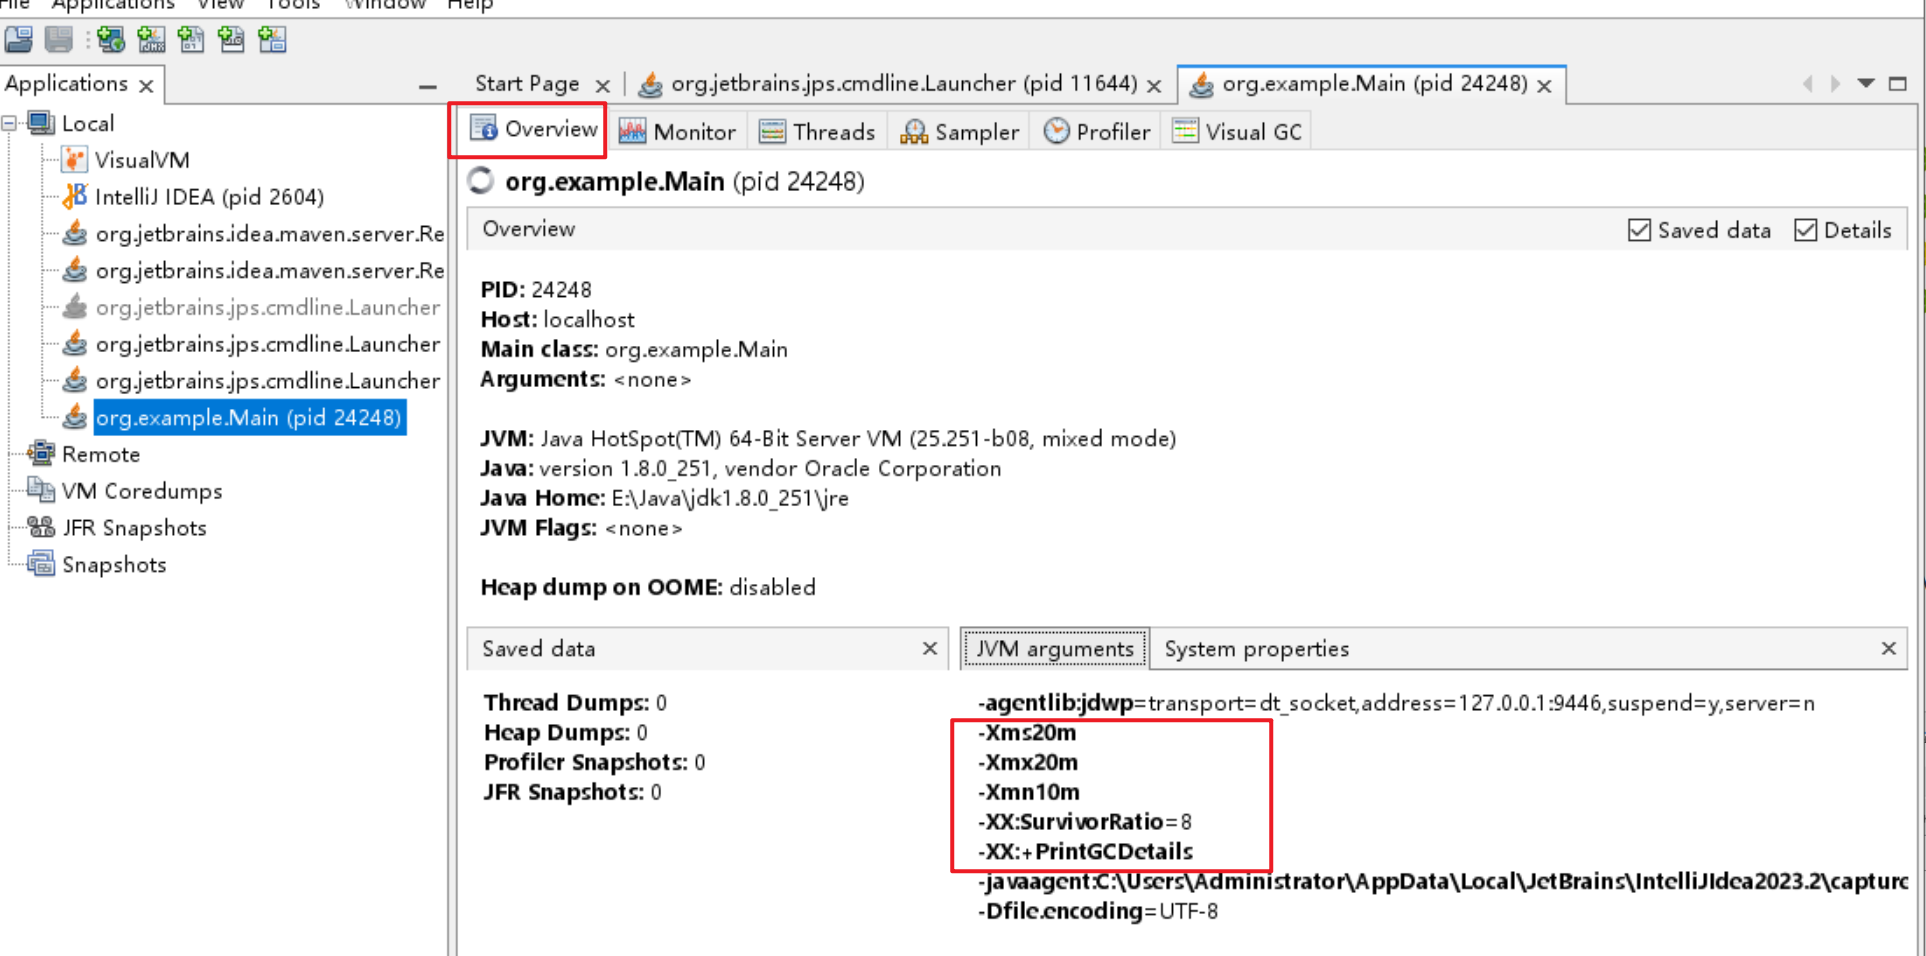 File Applications View Tools Window Help
Applications
Start Page
org.jetbrains.jps.cmdline.Launcher (pid 11644)
org.example.Main (pid 24248)
Local
VisualVM
IntelliJ IDEA (pid 2604)
org.jetbrains.idea.maven.server.Re
org.jetbrains.idea.maven.server.Re
org.jetbrains.jps.cmdline.Launcher
org.jetbrains.jps.cmdline.Launcher
org.jetbrains.jps.cmdline.Launcher
org.example.Main (pid 24248)
Remote
VM Coredumps
JFR Snapshots
Snapshots
Overview Monitor Threads Sampler Profiler Visual GC
org.example.Main (pid 24248)
Overview Saved data Details
PID: 24248
Host: localhost
Main class: org.example.Main
Arguments: <none>
JVM: Java HotSpot(TM) 64-Bit Server VM (25.251-b08, mixed mode)
Java: version 1.8.0_251, vendor Oracle Corporation
Java Home: E:\Java\jdk1.8.0_251\jre
JVM Flags: <none>
Heap dump on OOME: disabled
Saved data
Thread Dumps: 0
Heap Dumps: 0
Profiler Snapshots: 0
JFR Snapshots: 0
JVM arguments System properties
-agentlib:jdwp=transport=dt_socket,address=127.0.0.1:9446,suspend=y,server=n
-Xms20m
-Xmx20m
-Xmn10m
-XX:SurvivorRatio=8
-XX:+PrintGCDetails
-javaagent:C:\Users\Administrator\AppData\Local\JetBrains\IntelliJIdea2023.2\capture
-Dfile.encoding=UTF-8